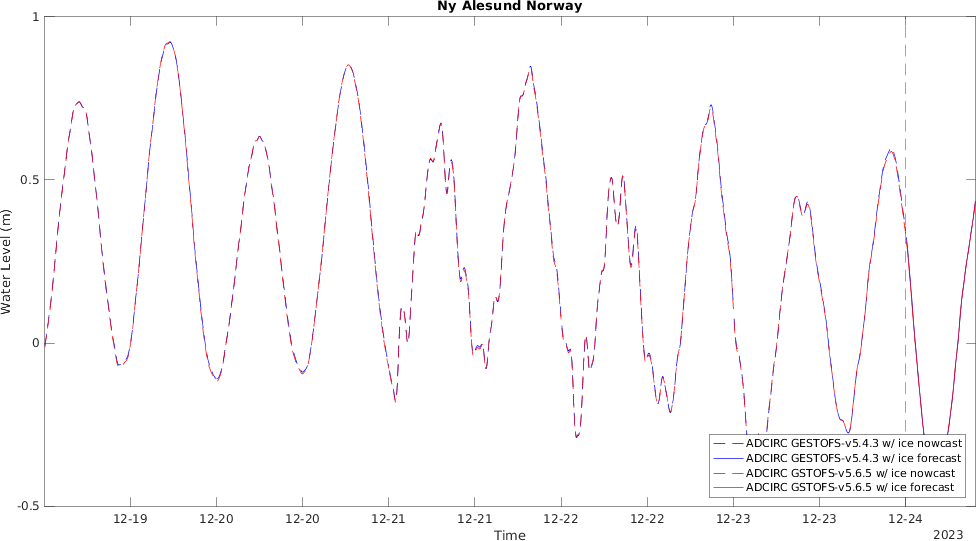 Ny Alesund Norway
1
0.5
0
-0.5
Water Level (m)
ADCIRC GESTOFS-v5.4.3 w/ ice nowcast
ADCIRC GESTOFS-v5.4.3 w/ ice forecast
ADCIRC GSTOFS-v5.6.5 w/ ice nowcast
ADCIRC GSTOFS-v5.6.5 w/ ice forecast
12-19 12-20 12-20 12-21 12-21 12-22 12-22 12-23 12-23 12-24
Time
2023